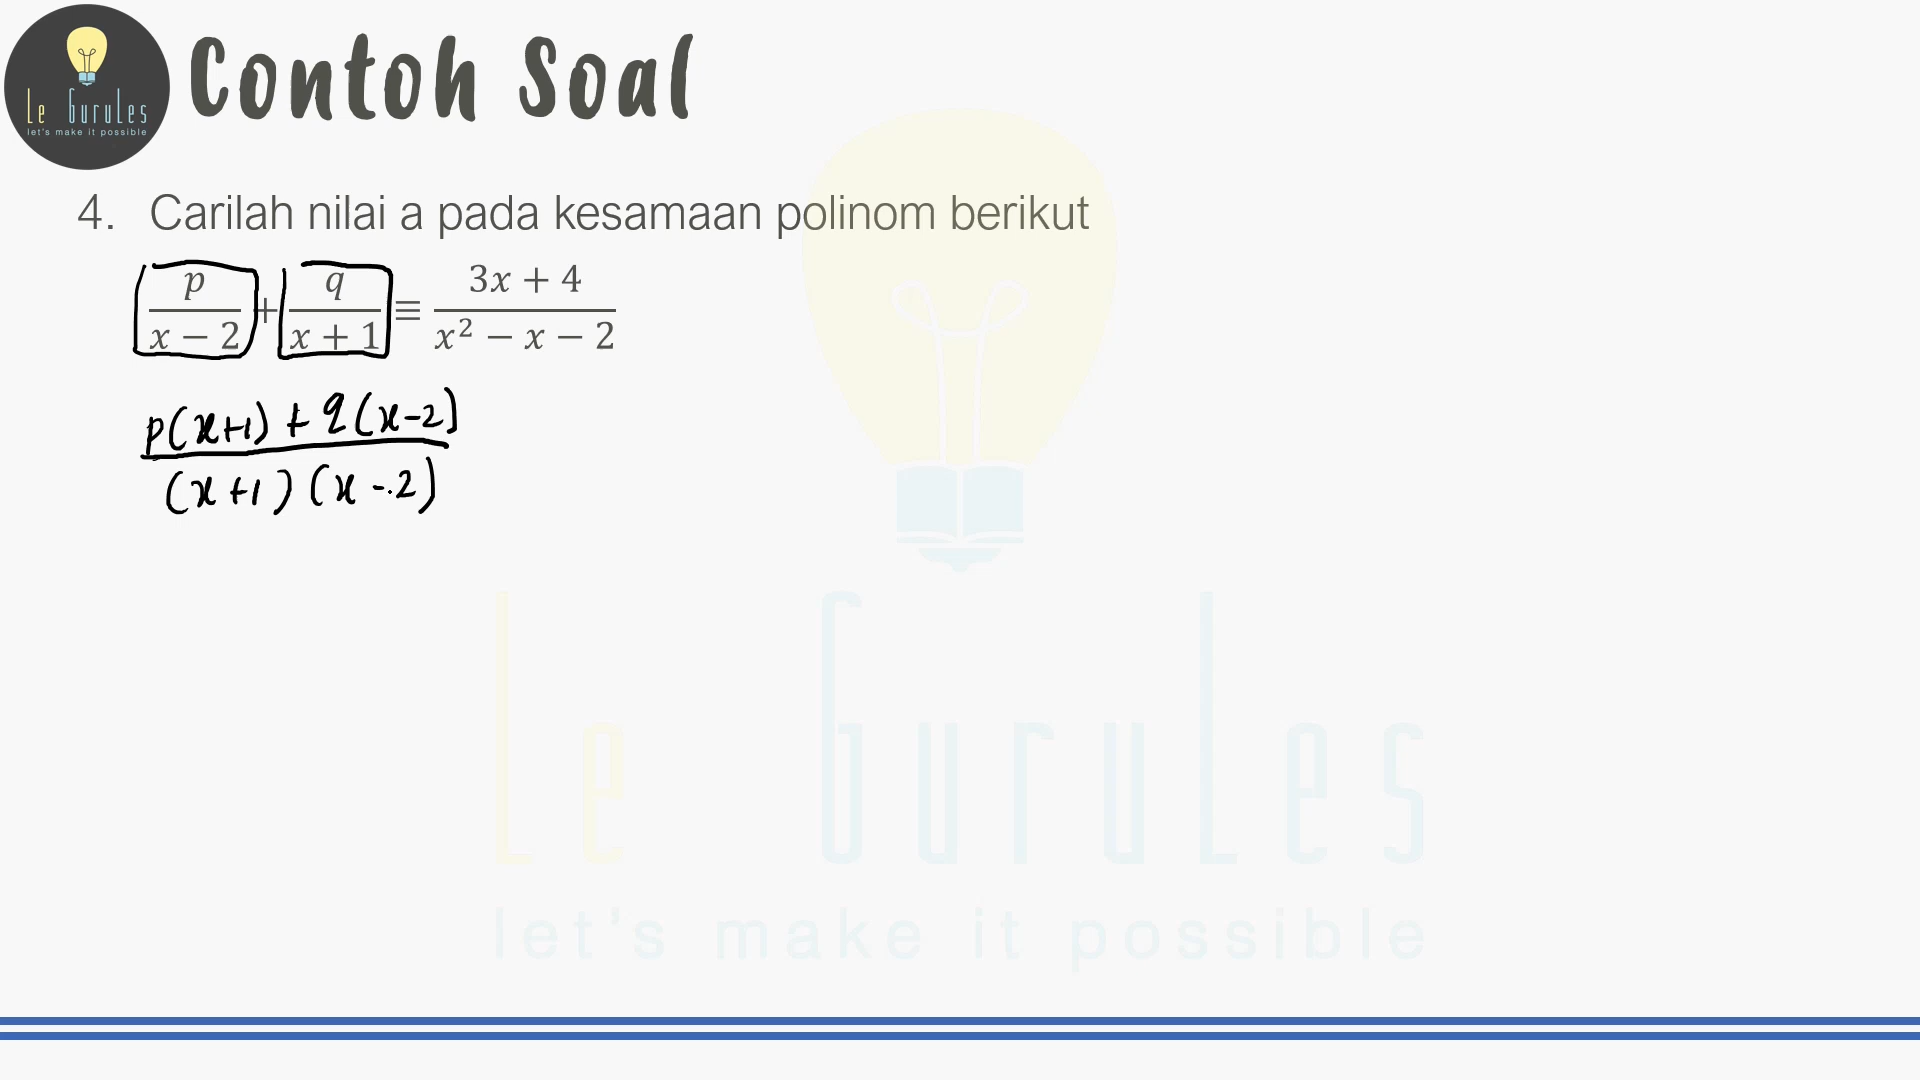 Le GuruLes
let's make it possible
Contoh Soal
4. Carilah nilai a pada kesamaan polinom berikut
p/(x − 2) + q/(x + 1) ≡ (3x + 4)/(x² − x − 2)
p(x+1) + q(x-2)
(x+1)(x-2)
Le GuruLes
let's make it possible